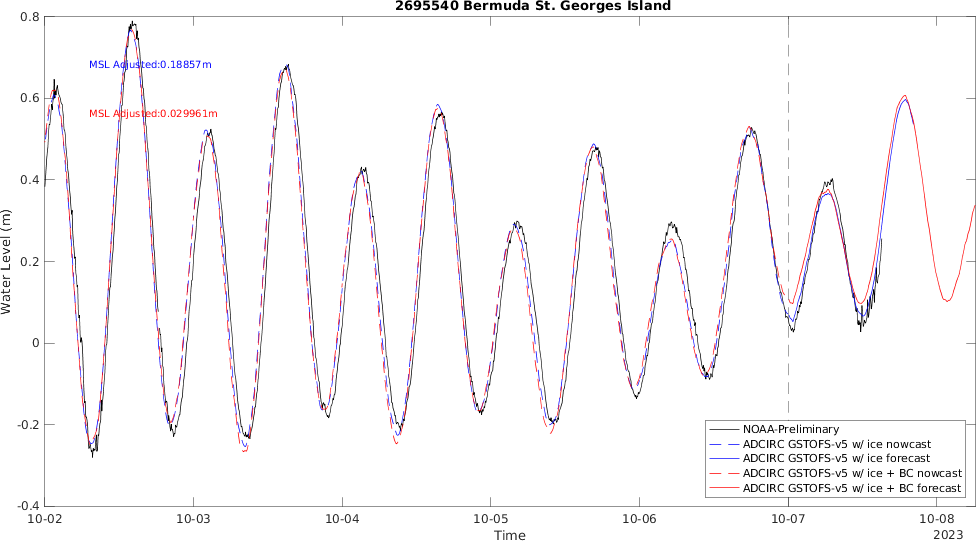 2695540 Bermuda St. Georges Island
0.8
0.6
0.4
0.2
0
-0.2
-0.4
Water Level (m)
MSL Adjusted:0.18857m
MSL Adjusted:0.029961m
NOAA-Preliminary
ADCIRC GSTOFS-v5 w/ ice nowcast
ADCIRC GSTOFS-v5 w/ ice forecast
ADCIRC GSTOFS-v5 w/ ice + BC nowcast
ADCIRC GSTOFS-v5 w/ ice + BC forecast
10-02 10-03 10-04 10-05 10-06 10-07 10-08
Time
2023